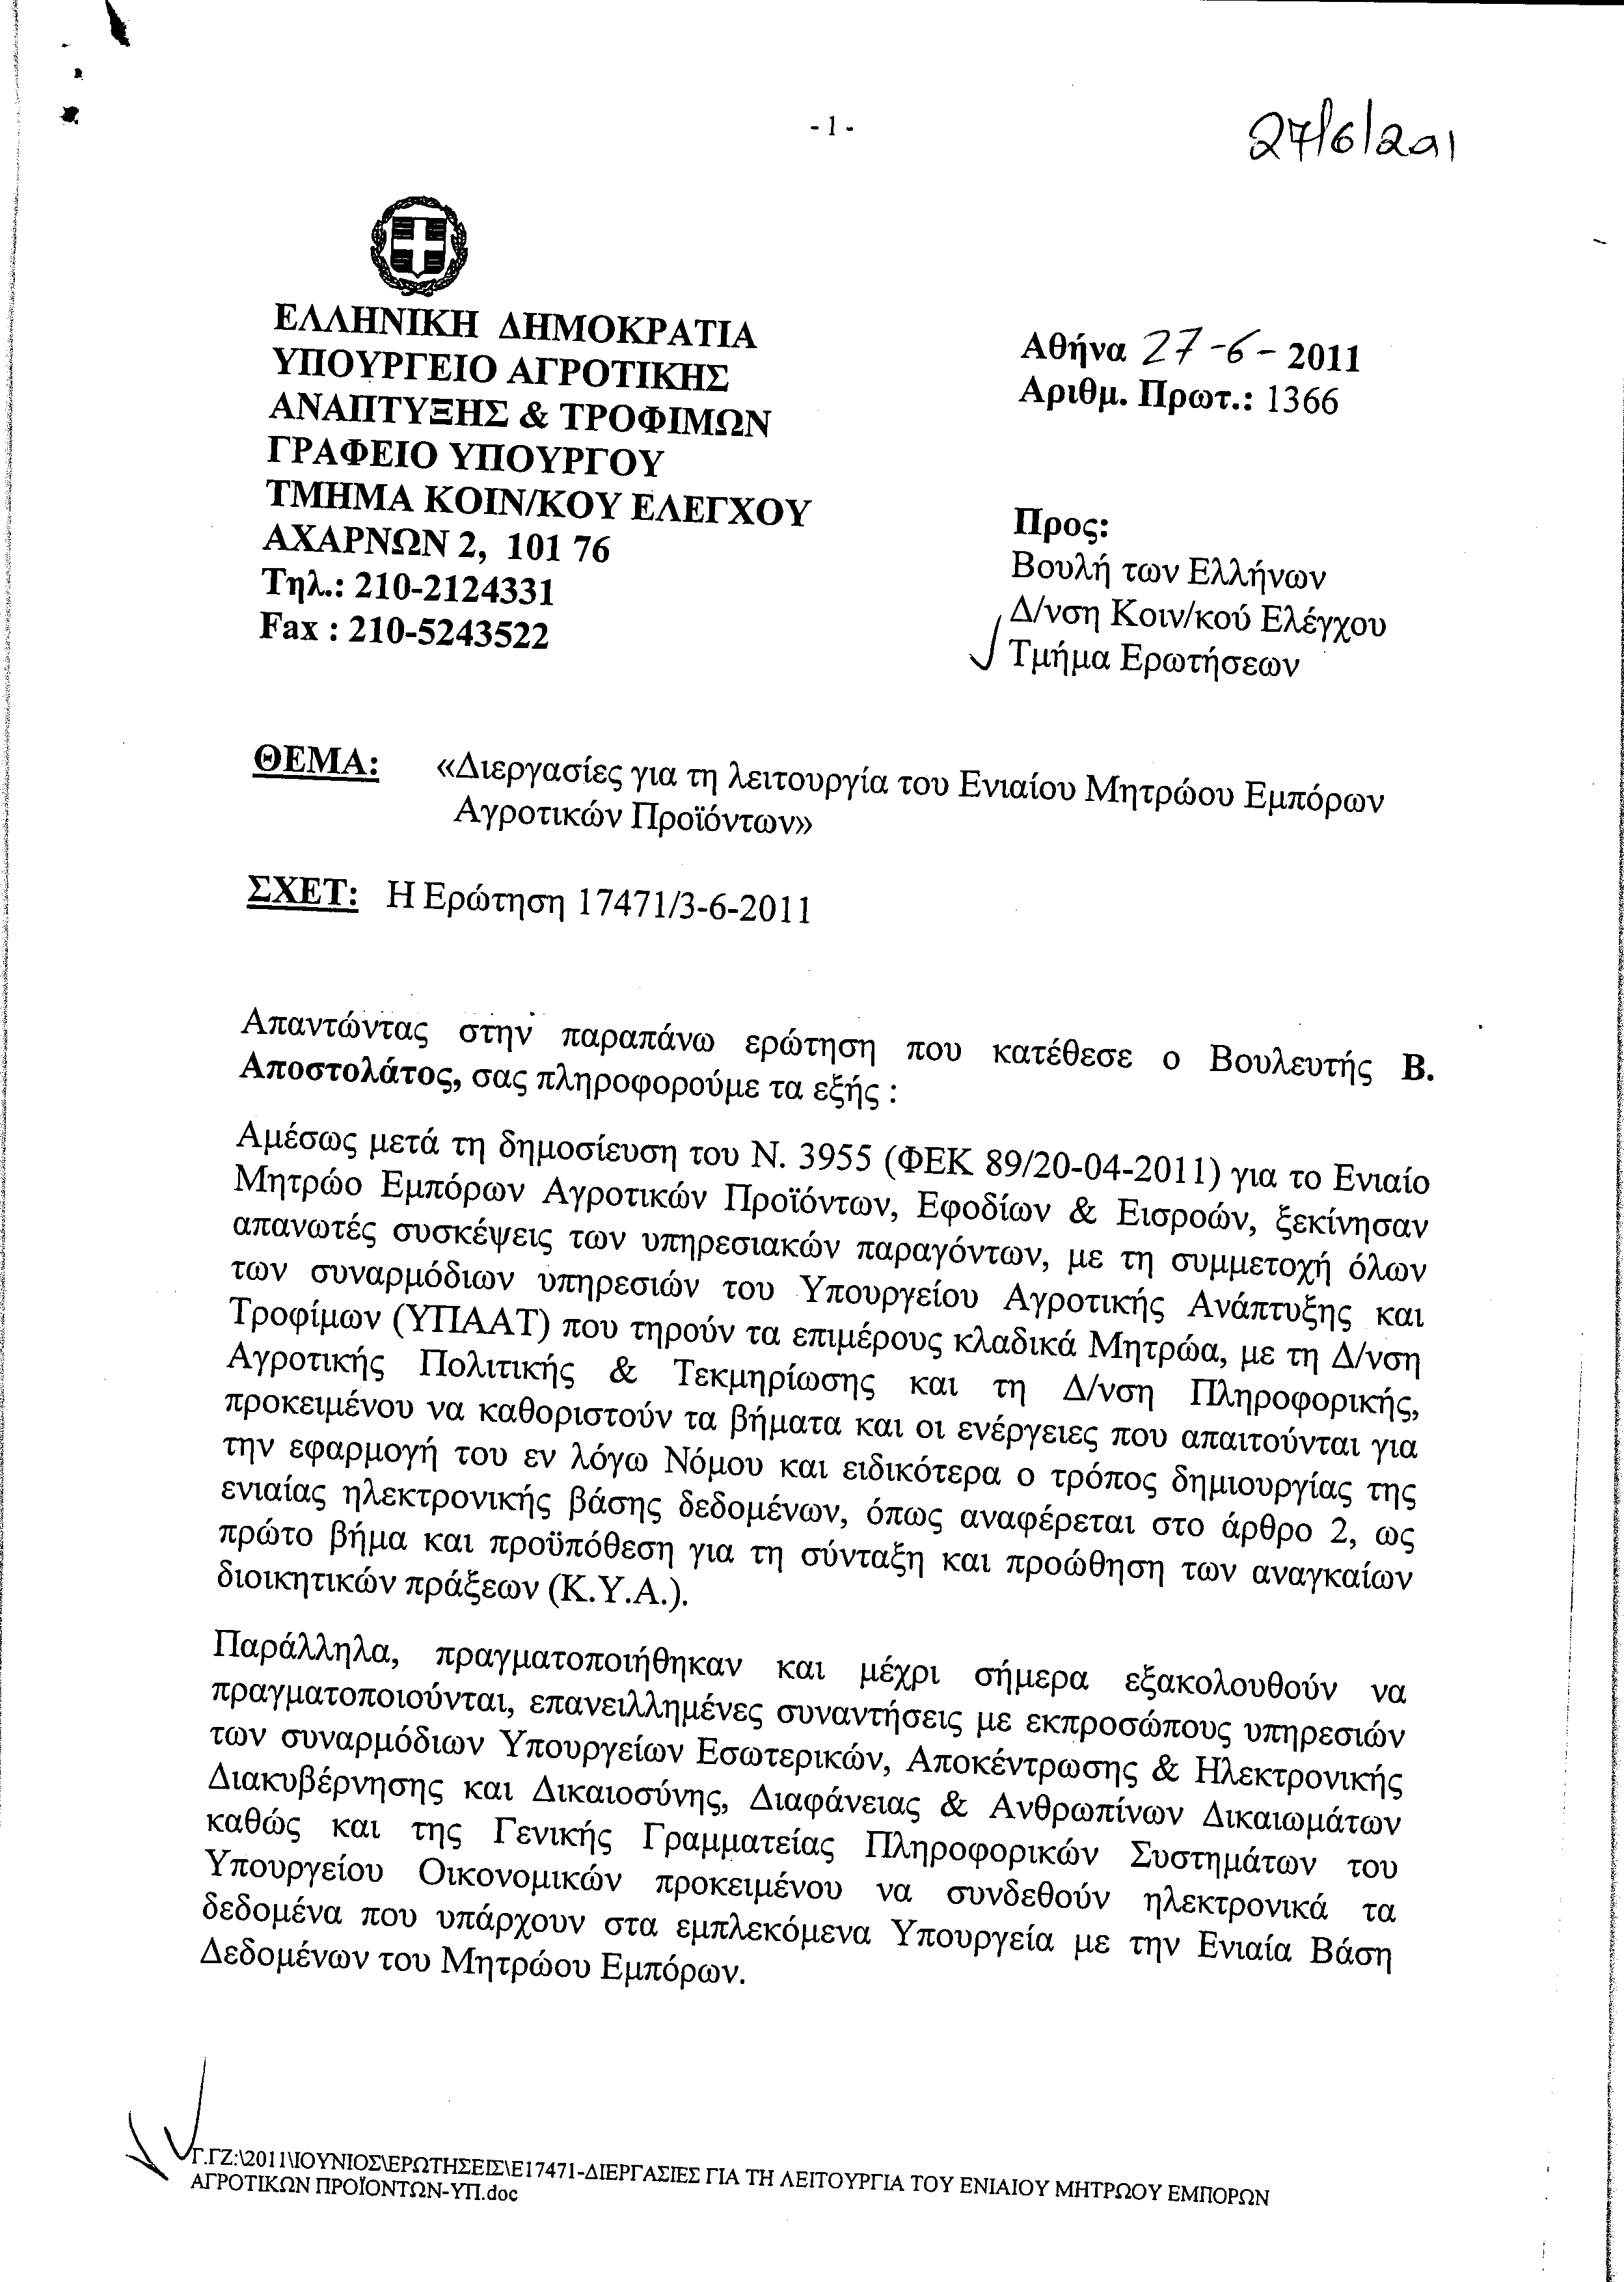 - 1 -
27/6/2011
ΕΛΛΗΝΙΚΗ ΔΗΜΟΚΡΑΤΙΑ
ΥΠΟΥΡΓΕΙΟ ΑΓΡΟΤΙΚΗΣ
ΑΝΑΠΤΥΞΗΣ & ΤΡΟΦΙΜΩΝ
ΓΡΑΦΕΙΟ ΥΠΟΥΡΓΟΥ
ΤΜΗΜΑ ΚΟΙΝ/ΚΟΥ ΕΛΕΓΧΟΥ
ΑΧΑΡΝΩΝ 2, 101 76
Τηλ.: 210-2124331
Fax : 210-5243522
Αθήνα 27-6- 2011
Αριθμ. Πρωτ.: 1366
Προς:
Βουλή των Ελλήνων
Δ/νση Κοιν/κού Ελέγχου
Τμήμα Ερωτήσεων
ΘΕΜΑ: «Διεργασίες για τη λειτουργία του Ενιαίου Μητρώου Εμπόρων
Αγροτικών Προϊόντων»
ΣΧΕΤ: Η Ερώτηση 17471/3-6-2011
Απαντώντας στην παραπάνω ερώτηση που κατέθεσε ο Βουλευτής Β.
Αποστολάτος, σας πληροφορούμε τα εξής :
Αμέσως μετά τη δημοσίευση του Ν. 3955 (ΦΕΚ 89/20-04-2011) για το Ενιαίο
Μητρώο Εμπόρων Αγροτικών Προϊόντων, Εφοδίων & Εισροών, ξεκίνησαν
απανωτές συσκέψεις των υπηρεσιακών παραγόντων, με τη συμμετοχή όλων
των συναρμόδιων υπηρεσιών του Υπουργείου Αγροτικής Ανάπτυξης και
Τροφίμων (ΥΠΑΑΤ) που τηρούν τα επιμέρους κλαδικά Μητρώα, με τη Δ/νση
Αγροτικής Πολιτικής & Τεκμηρίωσης και τη Δ/νση Πληροφορικής,
προκειμένου να καθοριστούν τα βήματα και οι ενέργειες που απαιτούνται για
την εφαρμογή του εν λόγω Νόμου και ειδικότερα ο τρόπος δημιουργίας της
ενιαίας ηλεκτρονικής βάσης δεδομένων, όπως αναφέρεται στο άρθρο 2, ως
πρώτο βήμα και προϋπόθεση για τη σύνταξη και προώθηση των αναγκαίων
διοικητικών πράξεων (Κ.Υ.Α.).
Παράλληλα, πραγματοποιήθηκαν και μέχρι σήμερα εξακολουθούν να
πραγματοποιούνται, επανειλλημένες συναντήσεις με εκπροσώπους υπηρεσιών
των συναρμόδιων Υπουργείων Εσωτερικών, Αποκέντρωσης & Ηλεκτρονικής
Διακυβέρνησης και Δικαιοσύνης, Διαφάνειας & Ανθρωπίνων Δικαιωμάτων
καθώς και της Γενικής Γραμματείας Πληροφορικών Συστημάτων του
Υπουργείου Οικονομικών προκειμένου να συνδεθούν ηλεκτρονικά τα
δεδομένα που υπάρχουν στα εμπλεκόμενα Υπουργεία με την Ενιαία Βάση
Δεδομένων του Μητρώου Εμπόρων.
Γ.ΓΖ:\2011\ΙΟΥΝΙΟΣ\ΕΡΩΤΗΣΕΙΣ\Ε17471-ΔΙΕΡΓΑΣΙΕΣ ΓΙΑ ΤΗ ΛΕΙΤΟΥΡΓΙΑ ΤΟΥ ΕΝΙΑΙΟΥ ΜΗΤΡΩΟΥ ΕΜΠΟΡΩΝ
ΑΓΡΟΤΙΚΩΝ ΠΡΟΪΟΝΤΩΝ-ΥΠ.doc